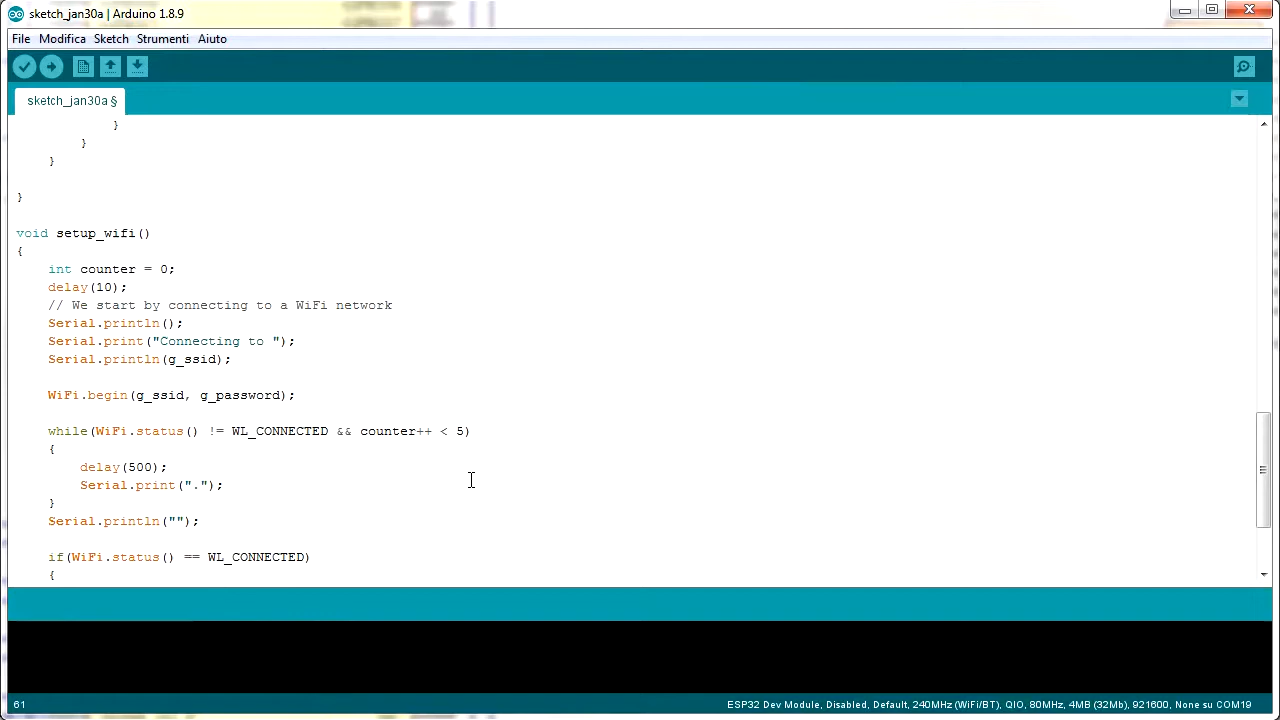 sketch_jan30a | Arduino 1.8.9
File Modifica Sketch Strumenti Aiuto
sketch_jan30a §
}
}
}
}
void setup_wifi()
{
int counter = 0;
delay(10);
// We start by connecting to a WiFi network
Serial.println();
Serial.print("Connecting to ");
Serial.println(g_ssid);
WiFi.begin(g_ssid, g_password);
while(WiFi.status() != WL_CONNECTED && counter++ < 5)
{
delay(500);
Serial.print(".");
}
Serial.println("");
if(WiFi.status() == WL_CONNECTED)
{
61
ESP32 Dev Module, Disabled, Default, 240MHz (WiFi/BT), QIO, 80MHz, 4MB (32Mb), 921600, None su COM19